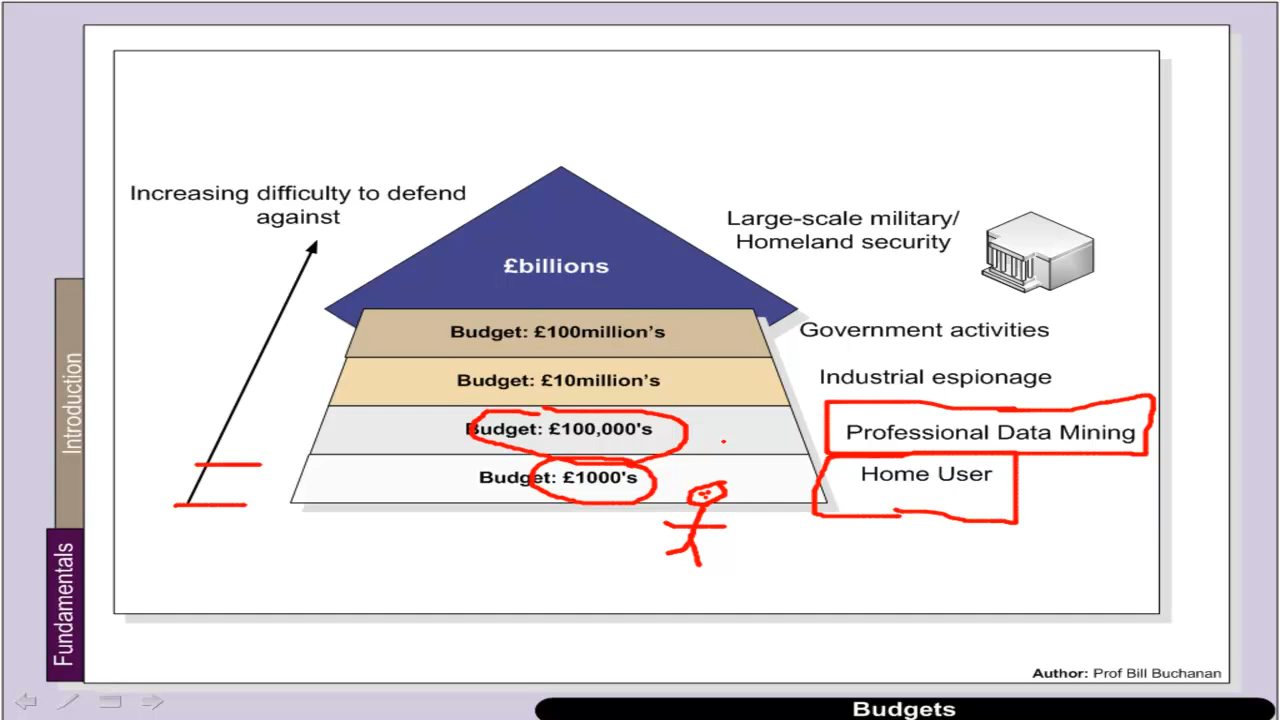 Increasing difficulty to defend
against
Large-scale military/
Homeland security
£billions
Budget: £100million's
Government activities
Budget: £10million's
Industrial espionage
Budget: £100,000's
Professional Data Mining
Budget: £1000's
Home User
Introduction
Fundamentals
Author: Prof Bill Buchanan
Budgets